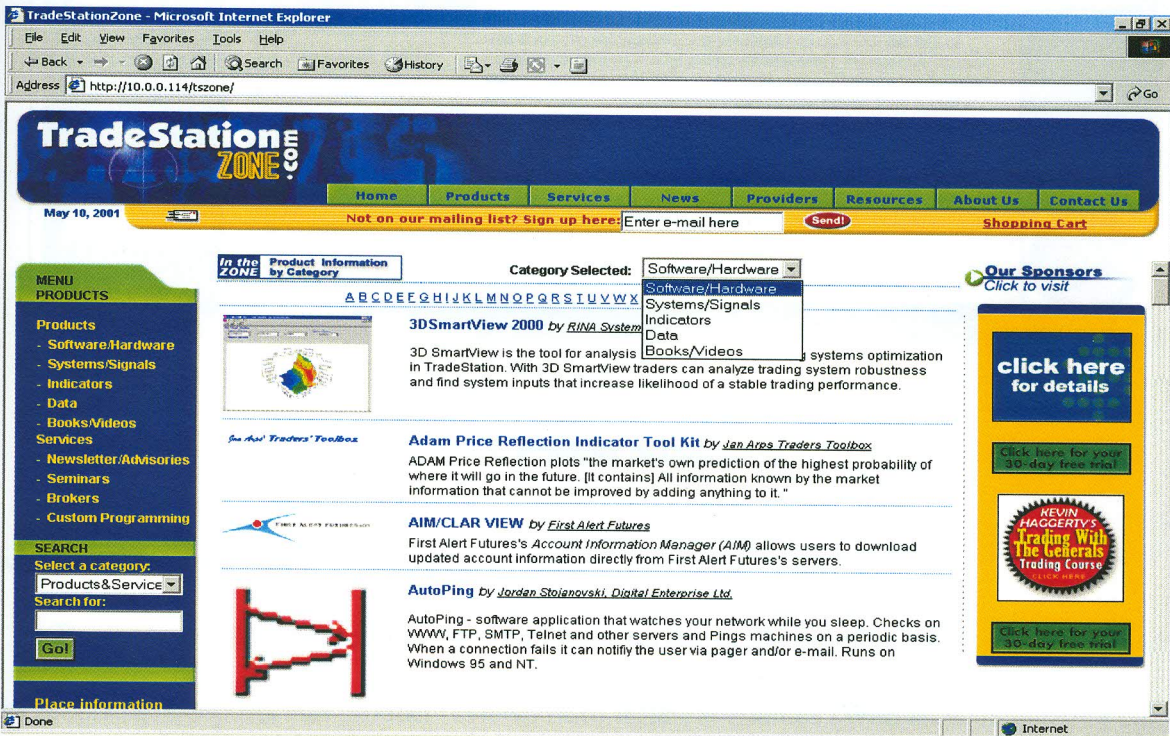 TradeStationZone - Microsoft Internet Explorer
File Edit View Favorites Tools Help
Back Search Favorites History
Address http://10.0.0.114/tszone/ Go
TradeStation
ZONE .com
Home Products Services News Providers Resources About Us Contact Us
May 10, 2001 Not on our mailing list? Sign up here: Enter e-mail here Send! Shopping Cart
MENU
PRODUCTS
Products
- Software/Hardware
- Systems/Signals
- Indicators
- Data
- Books/Videos
Services
- Newsletter/Advisories
- Seminars
- Brokers
- Custom Programming
SEARCH
Select a category:
Products&Service
Search for:
Go!
Place information
In the ZONE Product Information by Category
Category Selected: Software/Hardware
Software/Hardware
Systems/Signals
Indicators
Data
Books/Videos
A B C D E F G H I J K L M N O P Q R S T U V W X
3DSmartView 2000 by RINA System
3D SmartView is the tool for analysis systems optimization
in TradeStation. With 3D SmartView traders can analyze trading system robustness
and find system inputs that increase likelihood of a stable trading performance.
Jan Arps' Traders' Toolbox
Adam Price Reflection Indicator Tool Kit by Jan Arps Traders Toolbox
ADAM Price Reflection plots "the market's own prediction of the highest probability of
where it will go in the future. [It contains] All information known by the market
information that cannot be improved by adding anything to it. "
FIRST ALERT FUTURES
AIM/CLAR VIEW by First Alert Futures
First Alert Futures's Account Information Manager (AIM) allows users to download
updated account information directly from First Alert Futures's servers.
AutoPing by Jordan Stojanovski, Digital Enterprise Ltd.
AutoPing - software application that watches your network while you sleep. Checks on
WWW, FTP, SMTP, Telnet and other servers and Pings machines on a periodic basis.
When a connection fails it can notifiy the user via pager and/or e-mail. Runs on
Windows 95 and NT.
Our Sponsors
Click to visit
click here
for details
Click here for your
30-day free trial
KEVIN
HAGGERTY'S
Trading With
The Generals
Trading Course
CLICK HERE
Click here for your
30-day free trial
Done Internet